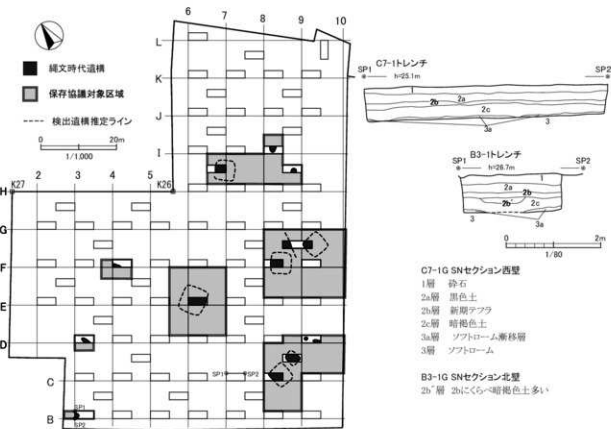 6 7 8 9 10
L
K
J
I
H
縄文時代遺構
保存協議対象区域
検出遺構推定ライン
0 20m
1/1,000
K27 2 3 4 5 K26
G
F
E
D
C
B
SP1 SP2
SP1
SP2
C7-1トレンチ
SP1 SP2
h=25.1m
1
2a
2b
2c
3
3a
B3-1トレンチ
SP1 SP2
h=28.7m
1
2a
2b
2b'
2c
3
3a
0 2m
1/80
C7-1G SNセクション西壁
1層 砕石
2a層 黒色土
2b層 新期テフラ
2c層 暗褐色土
3a層 ソフトローム漸移層
3層 ソフトローム
B3-1G SNセクション北壁
2b'層 2bにくらべ暗褐色土多い